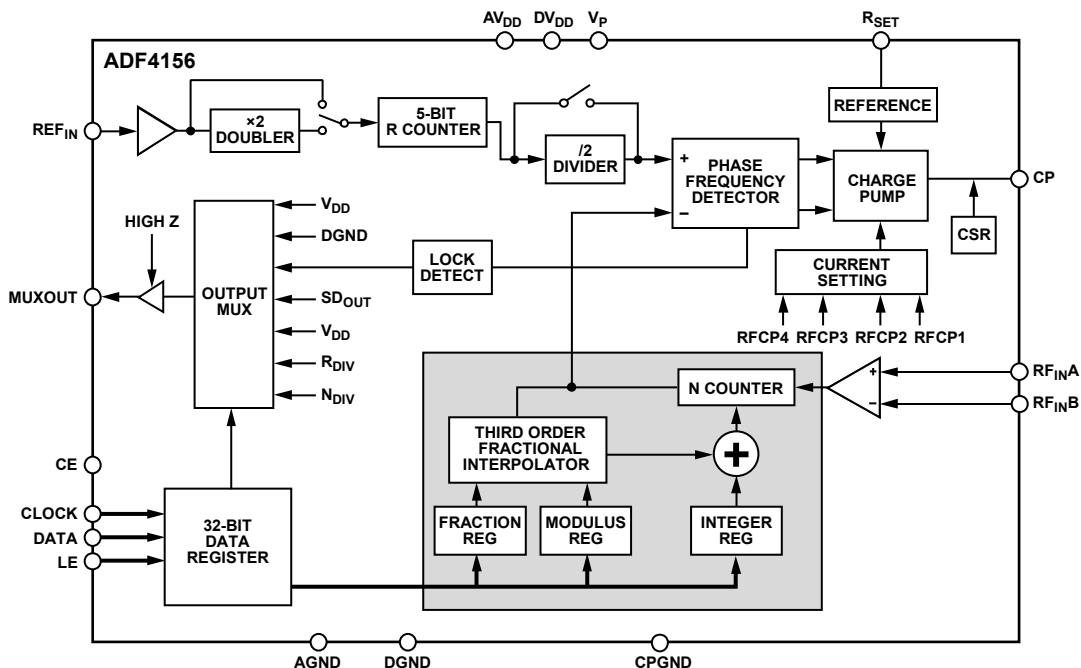 AVDD
DVDD
VP
RSET
ADF4156
REFIN
×2
DOUBLER
5-BIT
R COUNTER
/2
DIVIDER
REFERENCE
+
−
PHASE
FREQUENCY
DETECTOR
CHARGE
PUMP
CP
CSR
HIGH Z
VDD
DGND
LOCK
DETECT
CURRENT
SETTING
MUXOUT
OUTPUT
MUX
SDOUT
VDD
RDIV
NDIV
RFCP4
RFCP3
RFCP2
RFCP1
N COUNTER
+
−
RFINA
RFINB
THIRD ORDER
FRACTIONAL
INTERPOLATOR
+
CE
CLOCK
DATA
LE
32-BIT
DATA
REGISTER
FRACTION
REG
MODULUS
REG
INTEGER
REG
AGND
DGND
CPGND